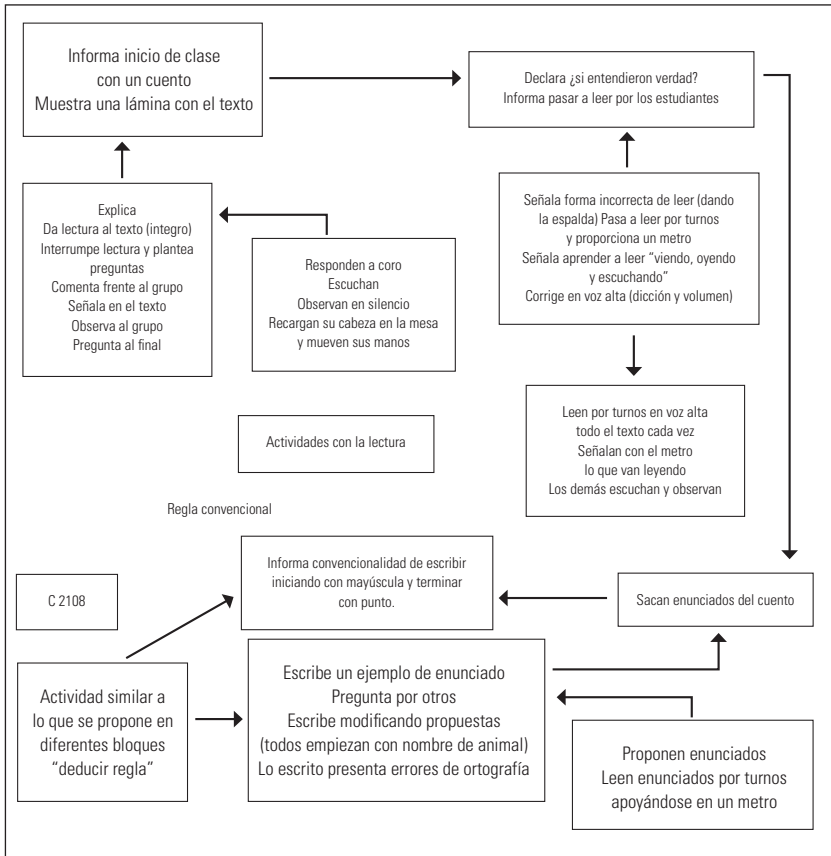 Informa inicio de clase
con un cuento
Muestra una lámina con el texto
Declara ¿si entendieron verdad?
Informa pasar a leer por los estudiantes
Explica
Da lectura al texto (integro)
Interrumpe lectura y plantea
preguntas
Comenta frente al grupo
Señala en el texto
Observa al grupo
Pregunta al final
Responden a coro
Escuchan
Observan en silencio
Recargan su cabeza en la mesa
y mueven sus manos
Señala forma incorrecta de leer (dando
la espalda) Pasa a leer por turnos
y proporciona un metro
Señala aprender a leer “viendo, oyendo
y escuchando”
Corrige en voz alta (dicción y volumen)
Leen por turnos en voz alta
todo el texto cada vez
Señalan con el metro
lo que van leyendo
Los demás escuchan y observan
Actividades con la lectura
Regla convencional
Informa convencionalidad de escribir
iniciando con mayúscula y terminar
con punto.
C 2108
Sacan enunciados del cuento
Actividad similar a
lo que se propone en
diferentes bloques
“deducir regla”
Escribe un ejemplo de enunciado
Pregunta por otros
Escribe modificando propuestas
(todos empiezan con nombre de animal)
Lo escrito presenta errores de ortografía
Proponen enunciados
Leen enunciados por turnos
apoyándose en un metro